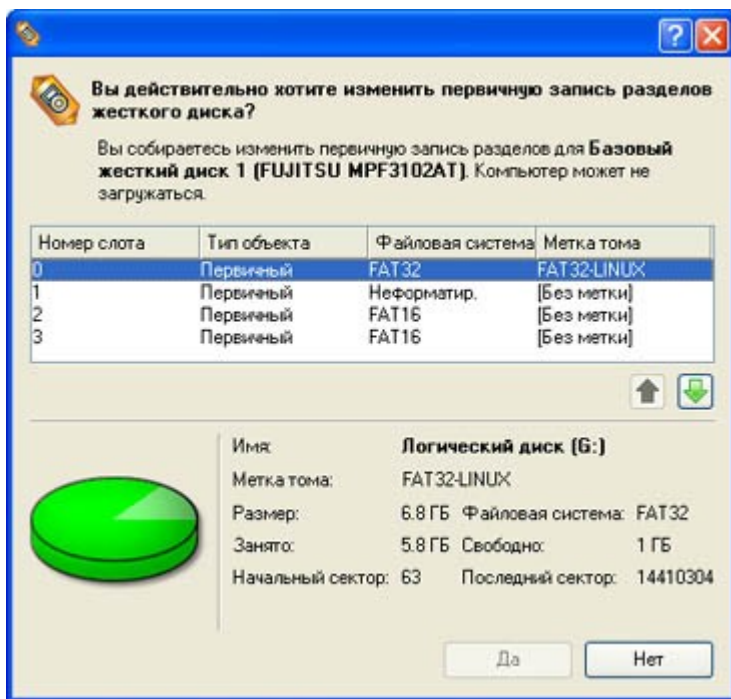 Вы действительно хотите изменить первичную запись разделов
жесткого диска?
Вы собираетесь изменить первичную запись разделов для Базовый
жесткий диск 1 (FUJITSU MPF3102AT). Компьютер может не
загружаться.
Номер слота Тип объекта Файловая система Метка тома
0 Первичный FAT32 FAT32-LINUX
1 Первичный Неформатир. [Без метки]
2 Первичный FAT16 [Без метки]
3 Первичный FAT16 [Без метки]
Имя: Логический диск (G:)
Метка тома: FAT32-LINUX
Размер: 6.8 ГБ Файловая система: FAT32
Занято: 5.8 ГБ Свободно: 1 ГБ
Начальный сектор: 63 Последний сектор: 14410304
Да Нет